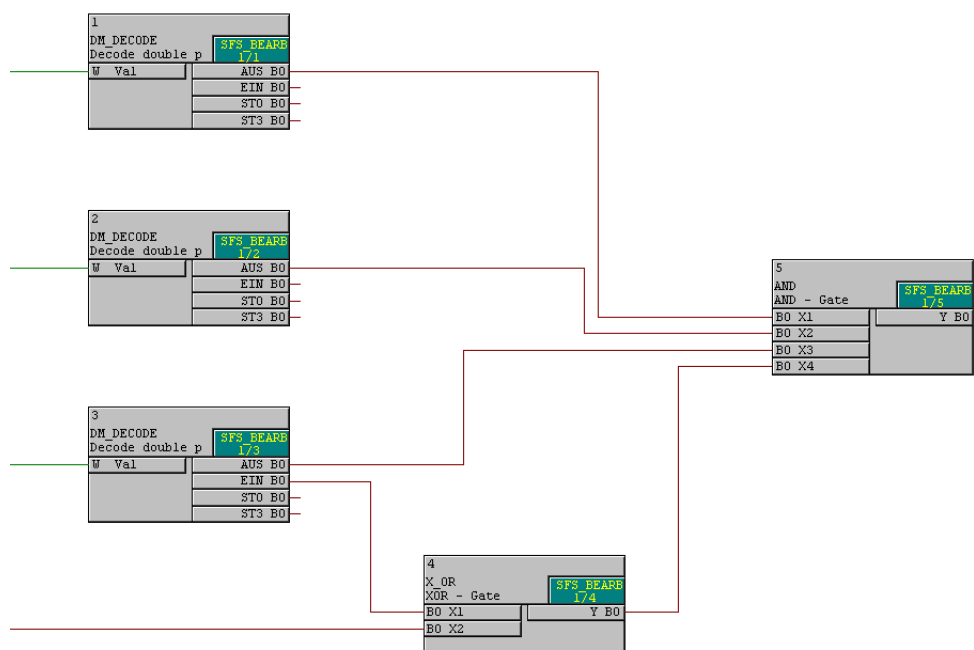 1
DM_DECODE
Decode double p
SFS_BEARB
1/1
W Val
AUS BO
EIN BO
ST0 BO
ST3 BO
2
DM_DECODE
Decode double p
SFS_BEARB
1/2
W Val
AUS BO
EIN BO
ST0 BO
ST3 BO
3
DM_DECODE
Decode double p
SFS_BEARB
1/3
W Val
AUS BO
EIN BO
ST0 BO
ST3 BO
4
X_OR
XOR - Gate
SFS_BEARB
1/4
BO X1
Y BO
BO X2
5
AND
AND - Gate
SFS_BEARB
1/5
BO X1
Y BO
BO X2
BO X3
BO X4